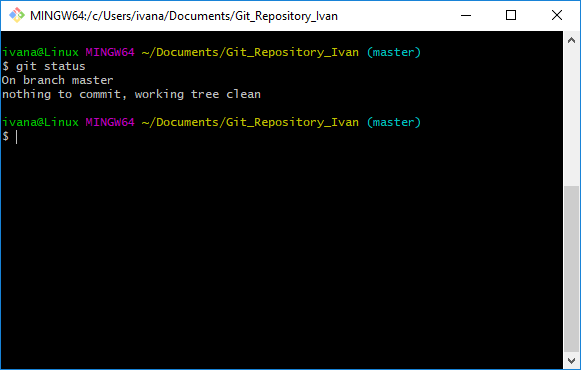 MINGW64:/c/Users/ivana/Documents/Git_Repository_Ivan
ivana@Linux MINGW64 ~/Documents/Git_Repository_Ivan (master)
$ git status
On branch master
nothing to commit, working tree clean
ivana@Linux MINGW64 ~/Documents/Git_Repository_Ivan (master)
$